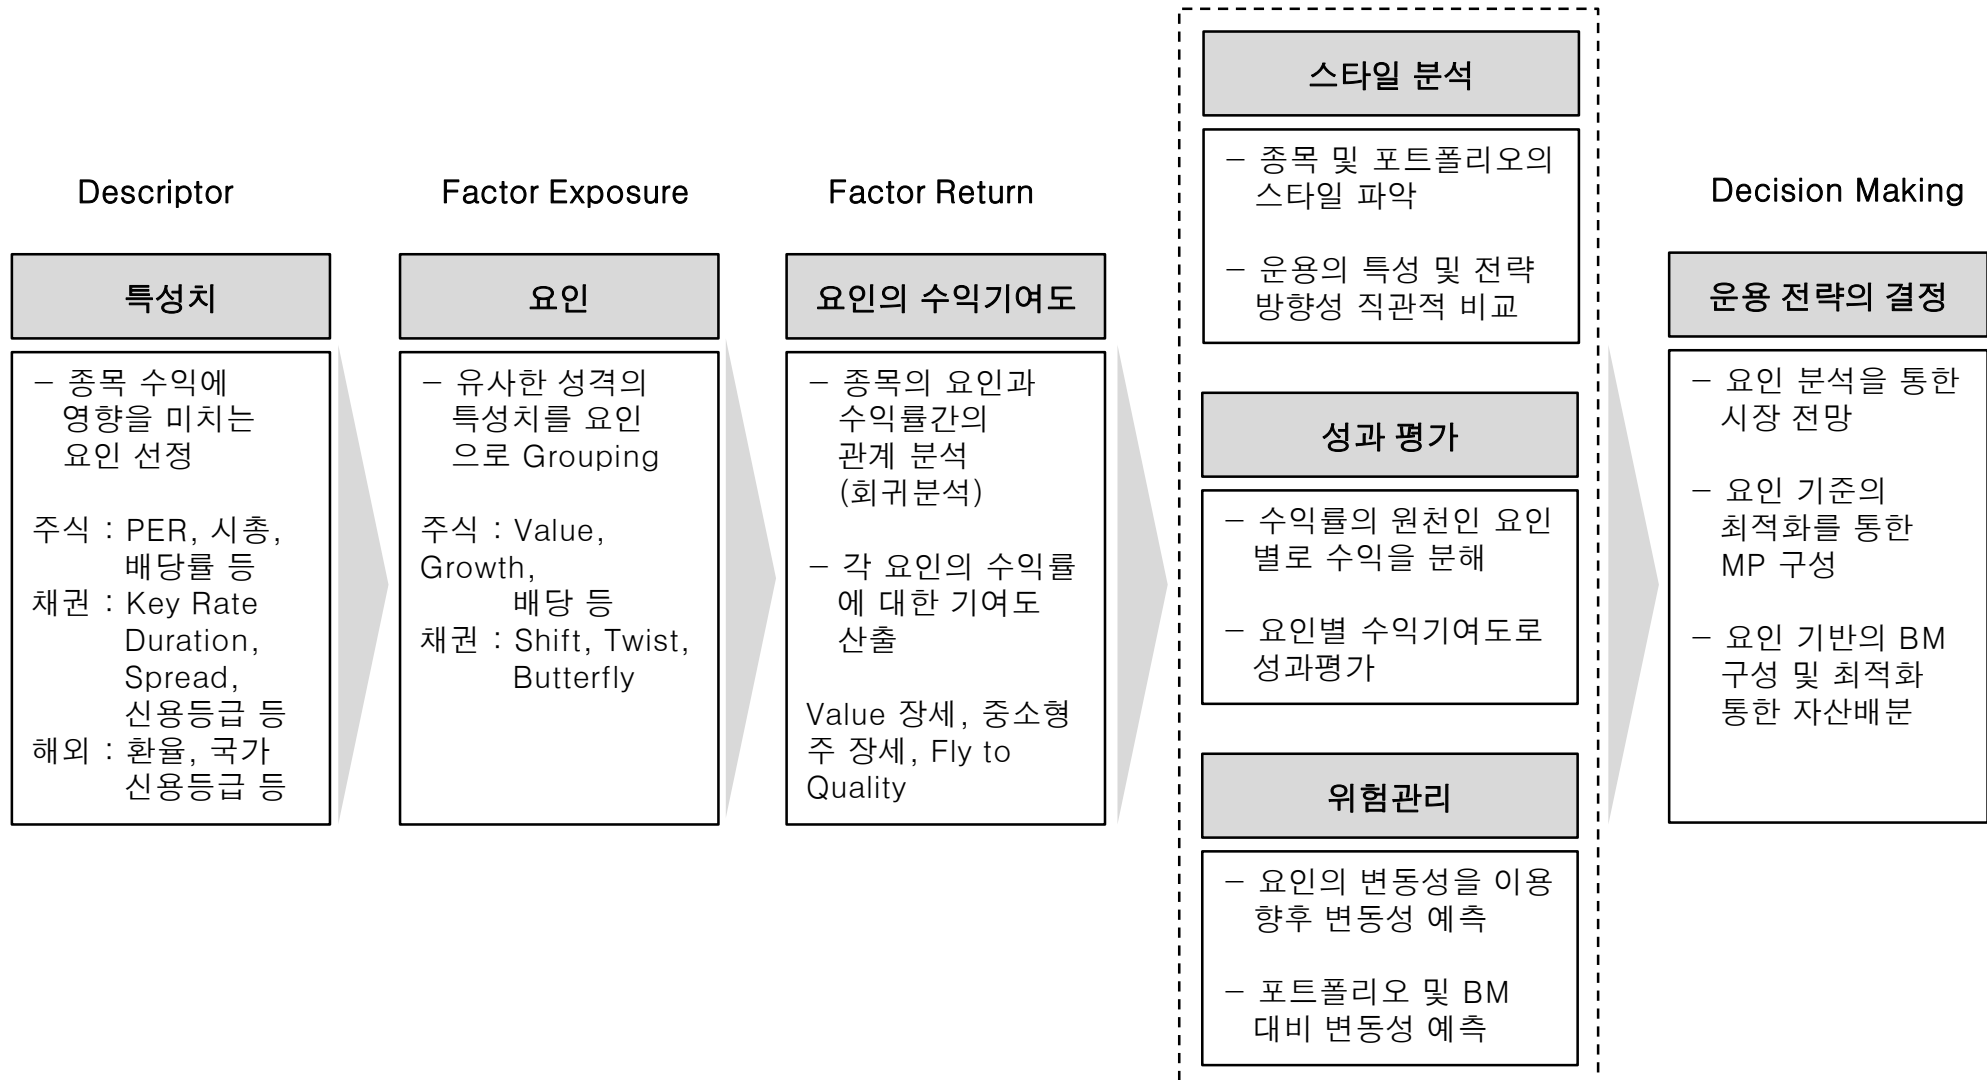 Descriptor
특성치
– 종목 수익에
영향을 미치는
요인 선정
주식 : PER, 시총,
배당률 등
채권 : Key Rate
Duration,
Spread,
신용등급 등
해외 : 환율, 국가
신용등급 등
Factor Exposure
요인
– 유사한 성격의
특성치를 요인
으로 Grouping
주식 : Value,
Growth,
배당 등
채권 : Shift, Twist,
Butterfly
Factor Return
요인의 수익기여도
– 종목의 요인과
수익률간의
관계 분석
(회귀분석)
– 각 요인의 수익률
에 대한 기여도
산출
Value 장세, 중소형
주 장세, Fly to
Quality
스타일 분석
– 종목 및 포트폴리오의
스타일 파악
– 운용의 특성 및 전략
방향성 직관적 비교
성과 평가
– 수익률의 원천인 요인
별로 수익을 분해
– 요인별 수익기여도로
성과평가
위험관리
– 요인의 변동성을 이용
향후 변동성 예측
– 포트폴리오 및 BM
대비 변동성 예측
Decision Making
운용 전략의 결정
– 요인 분석을 통한
시장 전망
– 요인 기준의
최적화를 통한
MP 구성
– 요인 기반의 BM
구성 및 최적화
통한 자산배분